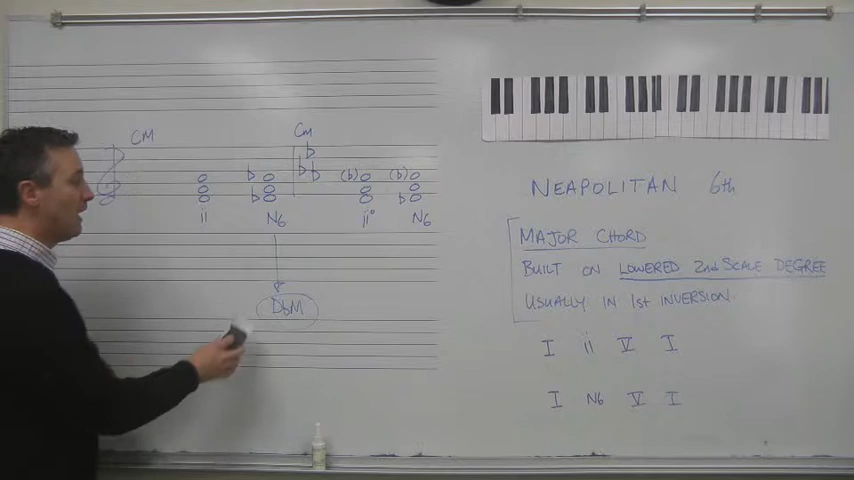 CM
Cm
ii
N6
ii°
N6
DbM
NEAPOLITAN 6th
MAJOR CHORD
BUILT ON LOWERED 2nd SCALE DEGREE
USUALLY IN 1st INVERSION
I ii V I
I N6 V I